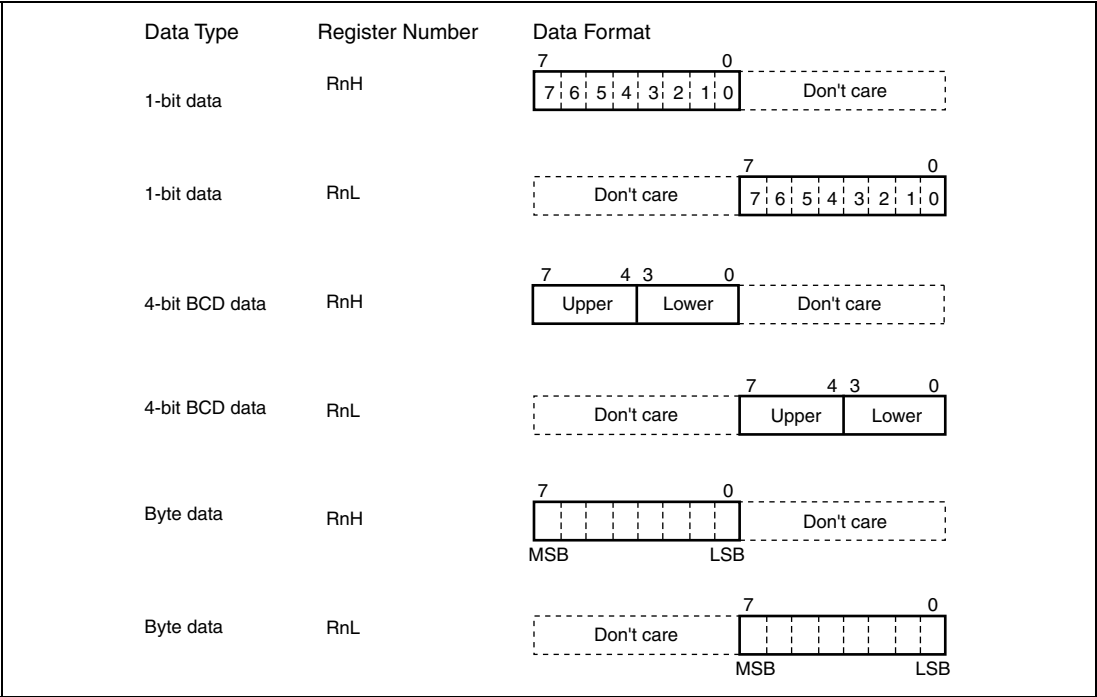 Data Type Register Number Data Format
7 0
1-bit data RnH 7 6 5 4 3 2 1 0 Don't care
7 0
1-bit data RnL Don't care 7 6 5 4 3 2 1 0
7 4 3 0
4-bit BCD data RnH Upper Lower Don't care
7 4 3 0
4-bit BCD data RnL Don't care Upper Lower
7 0
Byte data RnH Don't care
MSB LSB
7 0
Byte data RnL Don't care
MSB LSB